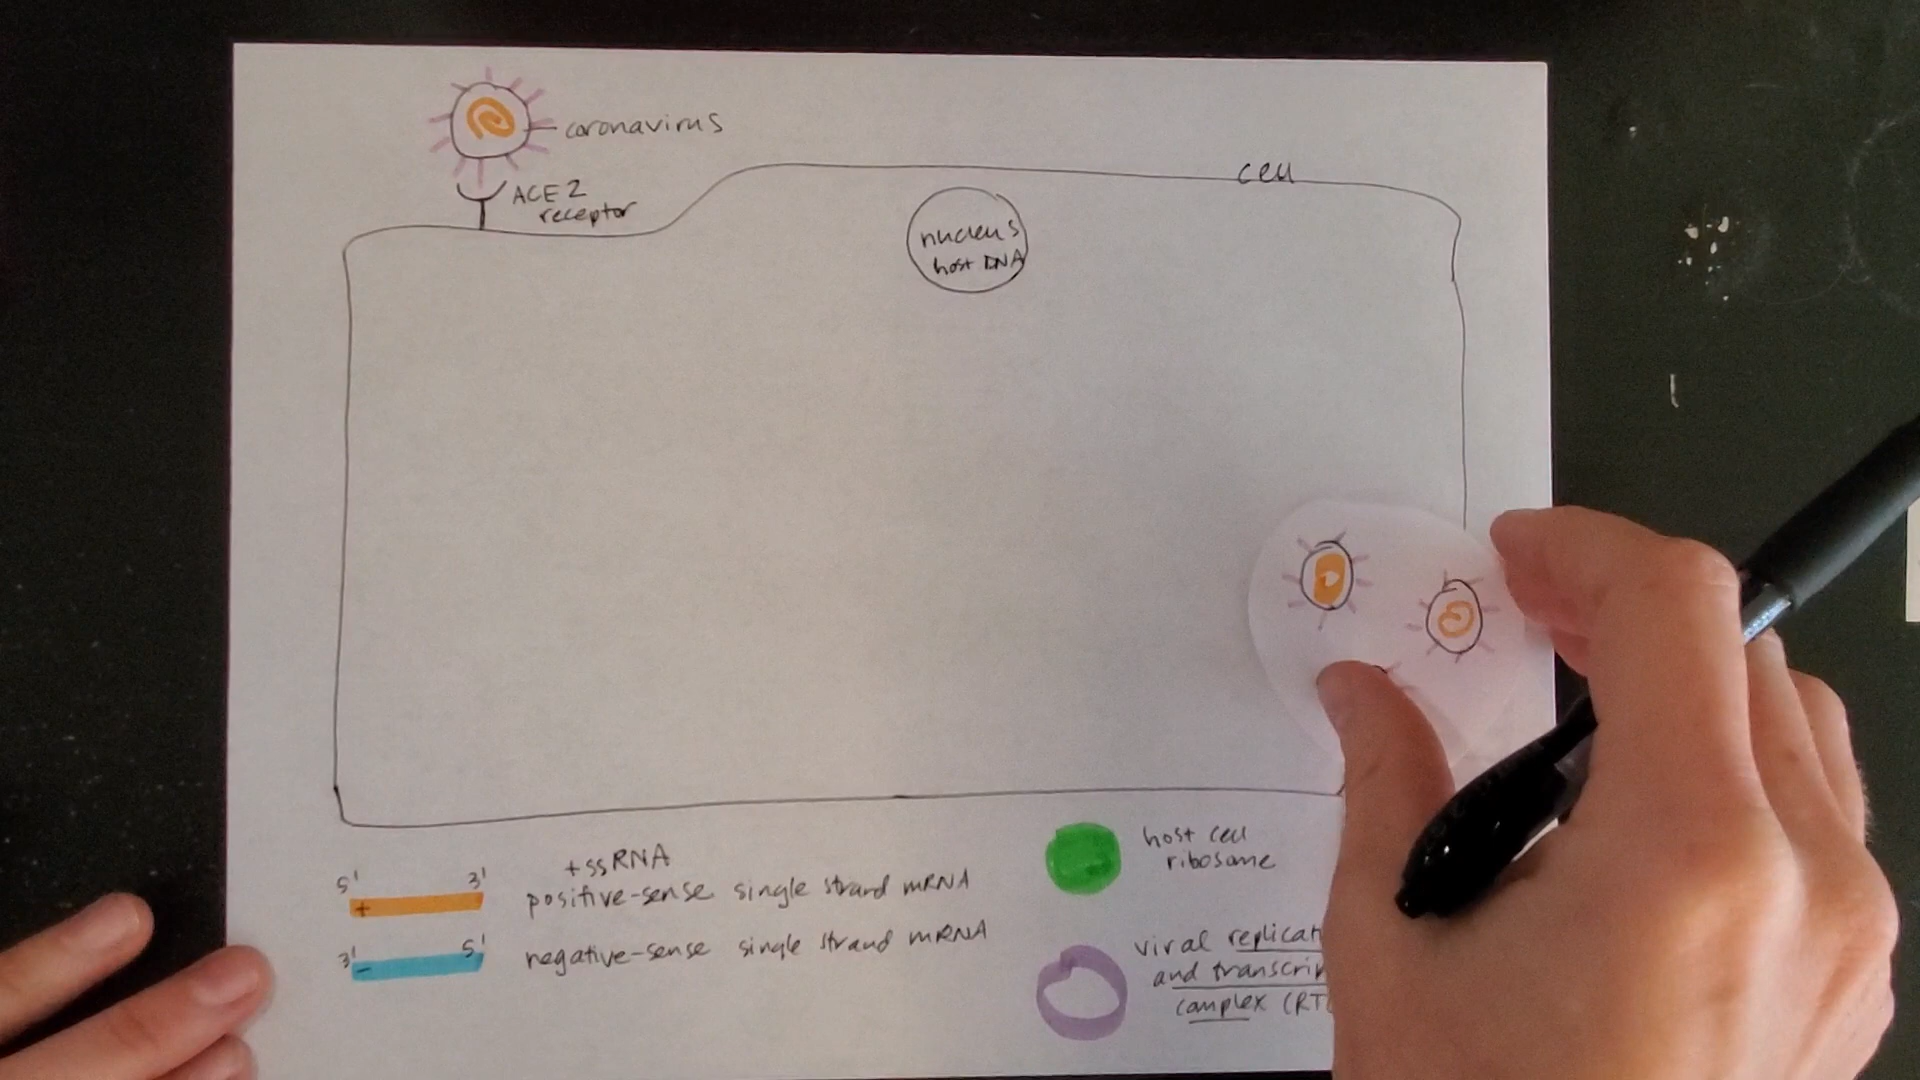 coronavirus
ACE2
receptor
cell
nucleus
host DNA
5' 3'
+
+ssRNA
positive-sense single strand mRNA
3' 5'
-
negative-sense single strand mRNA
host cell
ribosome
viral
and
complex